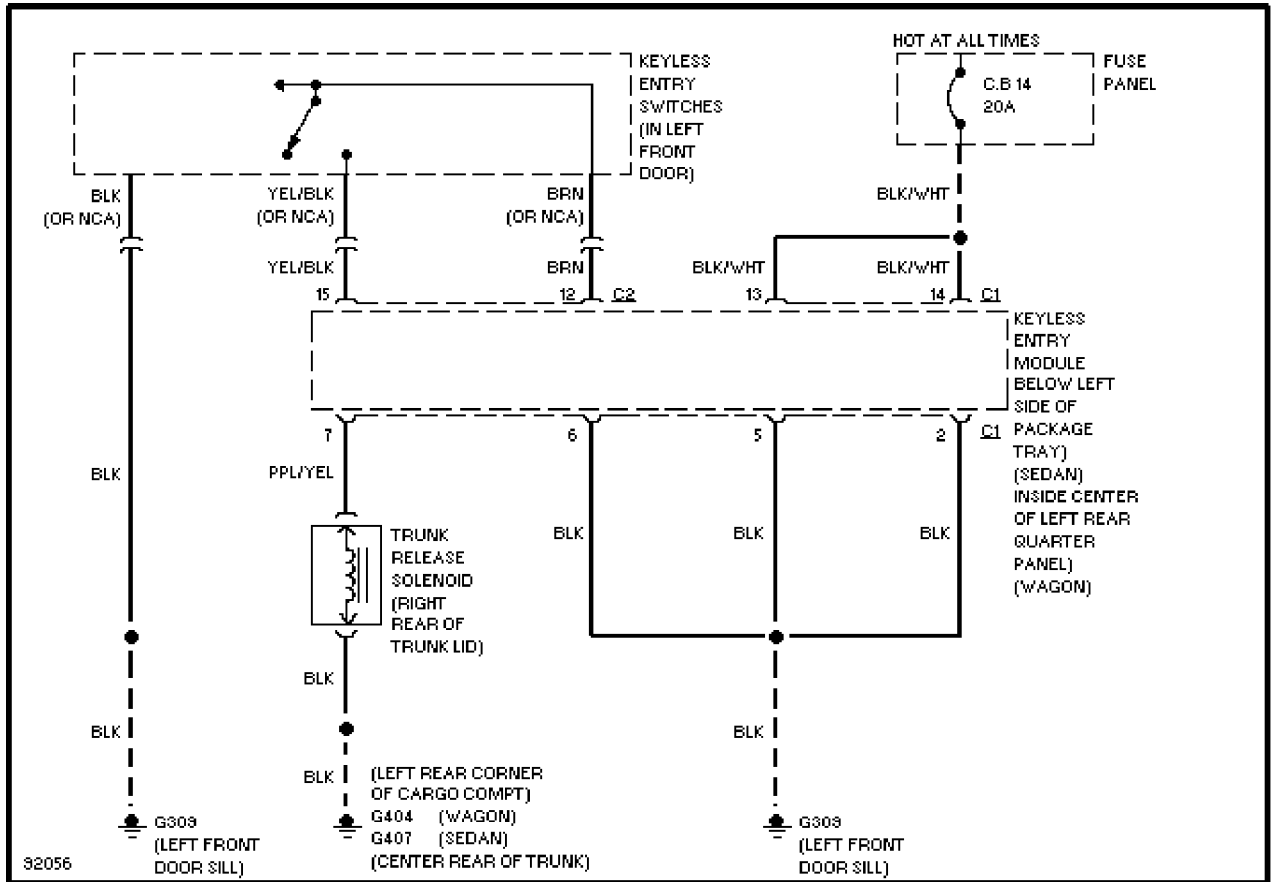 HOT AT ALL TIMES
KEYLESS
ENTRY
SWITCHES
(IN LEFT
FRONT
DOOR)
C.B 14
20A
FUSE
PANEL
BLK
(OR NCA)
YEL/BLK
(OR NCA)
BRN
(OR NCA)
BLK/WHT
YEL/BLK
BRN
BLK/WHT
BLK/WHT
15
12
C2
13
14
C1
KEYLESS
ENTRY
MODULE
BELOW LEFT
SIDE OF
PACKAGE
TRAY)
(SEDAN)
INSIDE CENTER
OF LEFT REAR
QUARTER
PANEL)
(WAGON)
7
6
5
2
C1
BLK
PPL/YEL
TRUNK
RELEASE
SOLENOID
(RIGHT
REAR OF
TRUNK LID)
BLK
BLK
BLK
BLK
BLK
BLK
BLK
(LEFT REAR CORNER
OF CARGO COMPT)
G404 (WAGON)
G407 (SEDAN)
(CENTER REAR OF TRUNK)
G309
(LEFT FRONT
DOOR SILL)
G309
(LEFT FRONT
DOOR SILL)
92056